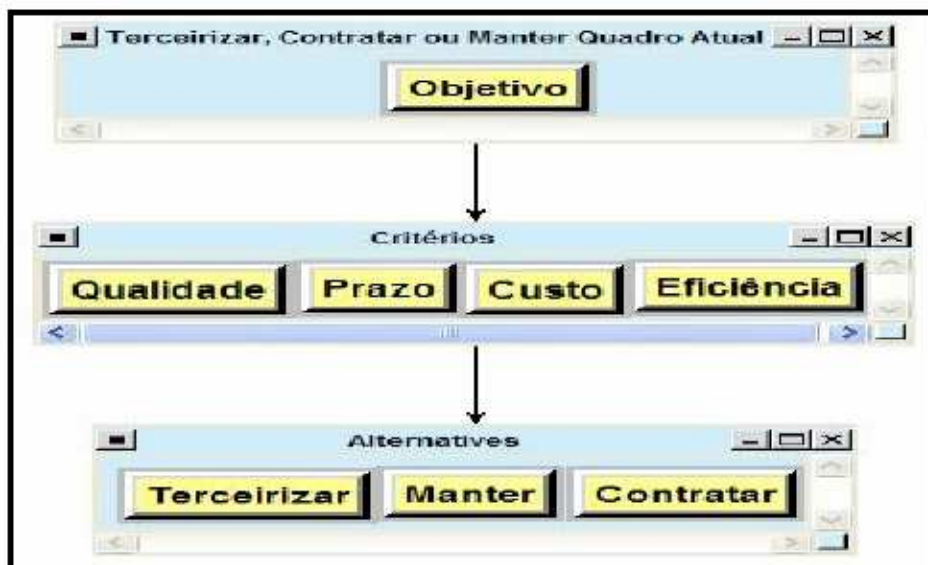 Terceirizar, Contratar ou Manter Quadro Atual
Objetivo
Critérios
Qualidade Prazo Custo Eficiência
Alternatives
Terceirizar Manter Contratar